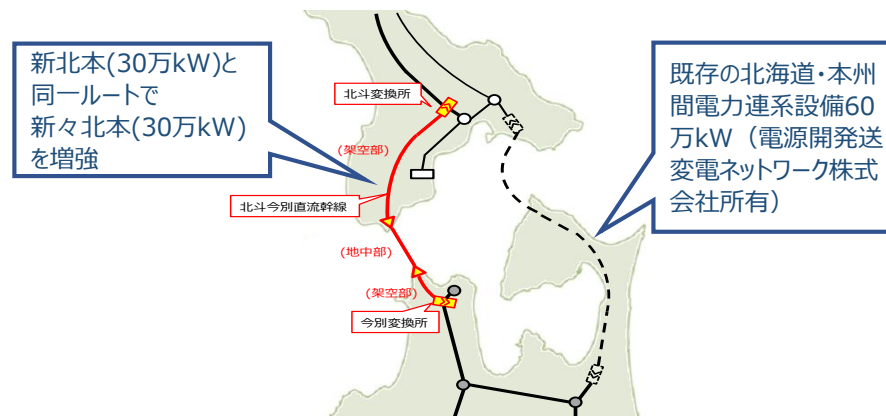 新北本(30万kW)と
同一ルートで
新々北本(30万kW)
を増強
北斗変換所
(架空部)
北斗今別直流幹線
(地中部)
(架空部)
今別変換所
既存の北海道・本州
間電力連系設備60
万kW（電源開発送
変電ネットワーク株式
会社所有）